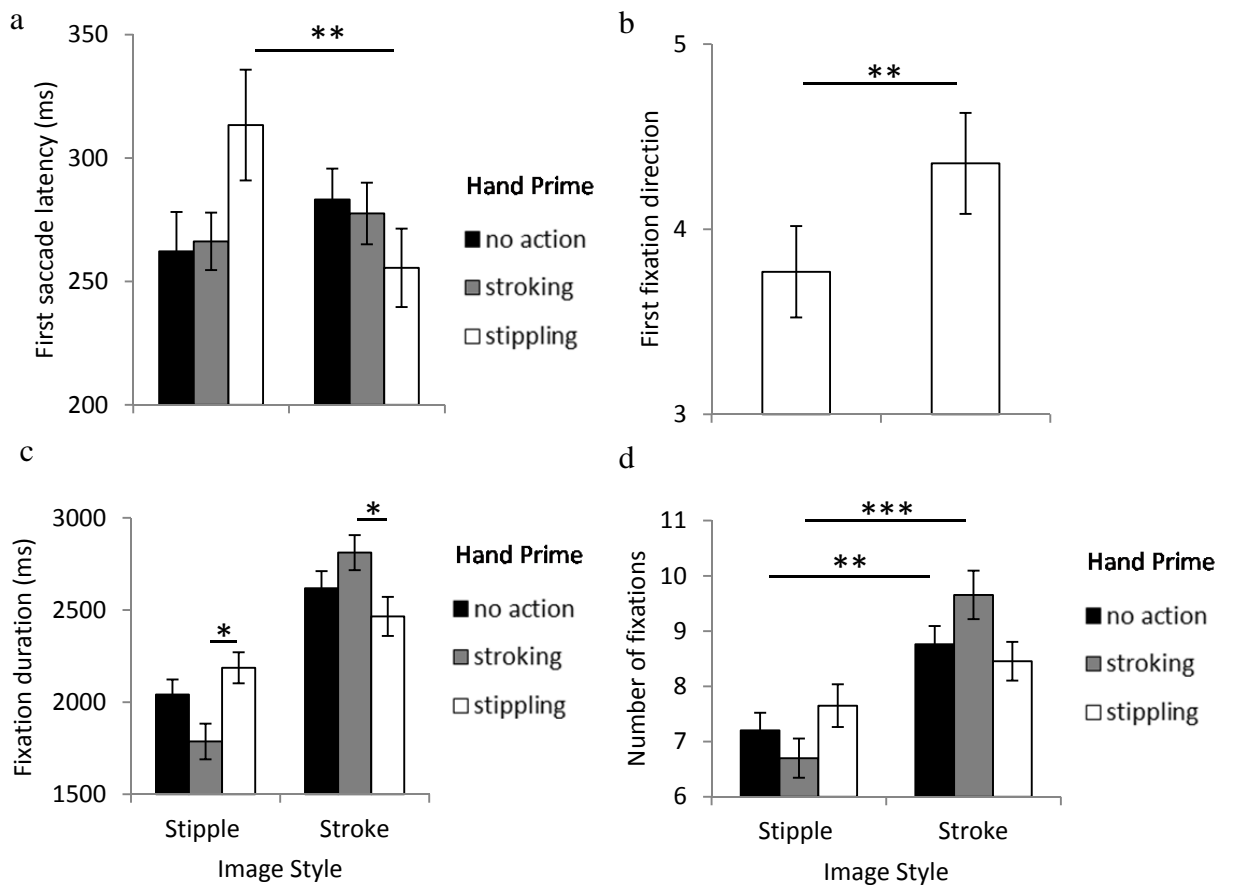 a
350
300
250
200
First saccade latency (ms)
**
Hand Prime
no action
stroking
stippling
b
5
4
3
First fixation direction
**
c
3000
2500
2000
1500
Fixation duration (ms)
*
*
Hand Prime
no action
stroking
stippling
Stipple Stroke
Image Style
d
11
10
9
8
7
6
Number of fixations
***
**
Hand Prime
no action
stroking
stippling
Stipple Stroke
Image Style